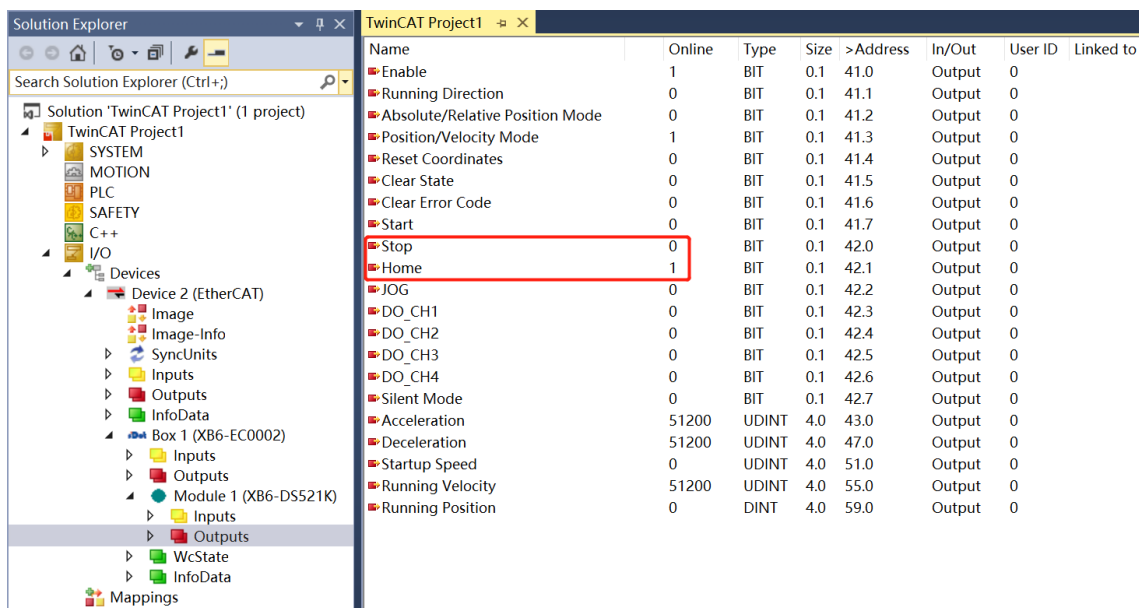 Solution Explorer
Search Solution Explorer (Ctrl+;)
Solution 'TwinCAT Project1' (1 project)
TwinCAT Project1
SYSTEM
MOTION
PLC
SAFETY
C++
I/O
Devices
Device 2 (EtherCAT)
Image
Image-Info
SyncUnits
Inputs
Outputs
InfoData
Box 1 (XB6-EC0002)
Inputs
Outputs
Module 1 (XB6-DS521K)
Inputs
Outputs
WcState
InfoData
Mappings
TwinCAT Project1
Name Online Type Size >Address In/Out User ID Linked to
Enable 1 BIT 0.1 41.0 Output 0
Running Direction 0 BIT 0.1 41.1 Output 0
Absolute/Relative Position Mode 0 BIT 0.1 41.2 Output 0
Position/Velocity Mode 1 BIT 0.1 41.3 Output 0
Reset Coordinates 0 BIT 0.1 41.4 Output 0
Clear State 0 BIT 0.1 41.5 Output 0
Clear Error Code 0 BIT 0.1 41.6 Output 0
Start 0 BIT 0.1 41.7 Output 0
Stop 0 BIT 0.1 42.0 Output 0
Home 1 BIT 0.1 42.1 Output 0
JOG 0 BIT 0.1 42.2 Output 0
DO_CH1 0 BIT 0.1 42.3 Output 0
DO_CH2 0 BIT 0.1 42.4 Output 0
DO_CH3 0 BIT 0.1 42.5 Output 0
DO_CH4 0 BIT 0.1 42.6 Output 0
Silent Mode 0 BIT 0.1 42.7 Output 0
Acceleration 51200 UDINT 4.0 43.0 Output 0
Deceleration 51200 UDINT 4.0 47.0 Output 0
Startup Speed 0 UDINT 4.0 51.0 Output 0
Running Velocity 51200 UDINT 4.0 55.0 Output 0
Running Position 0 DINT 4.0 59.0 Output 0